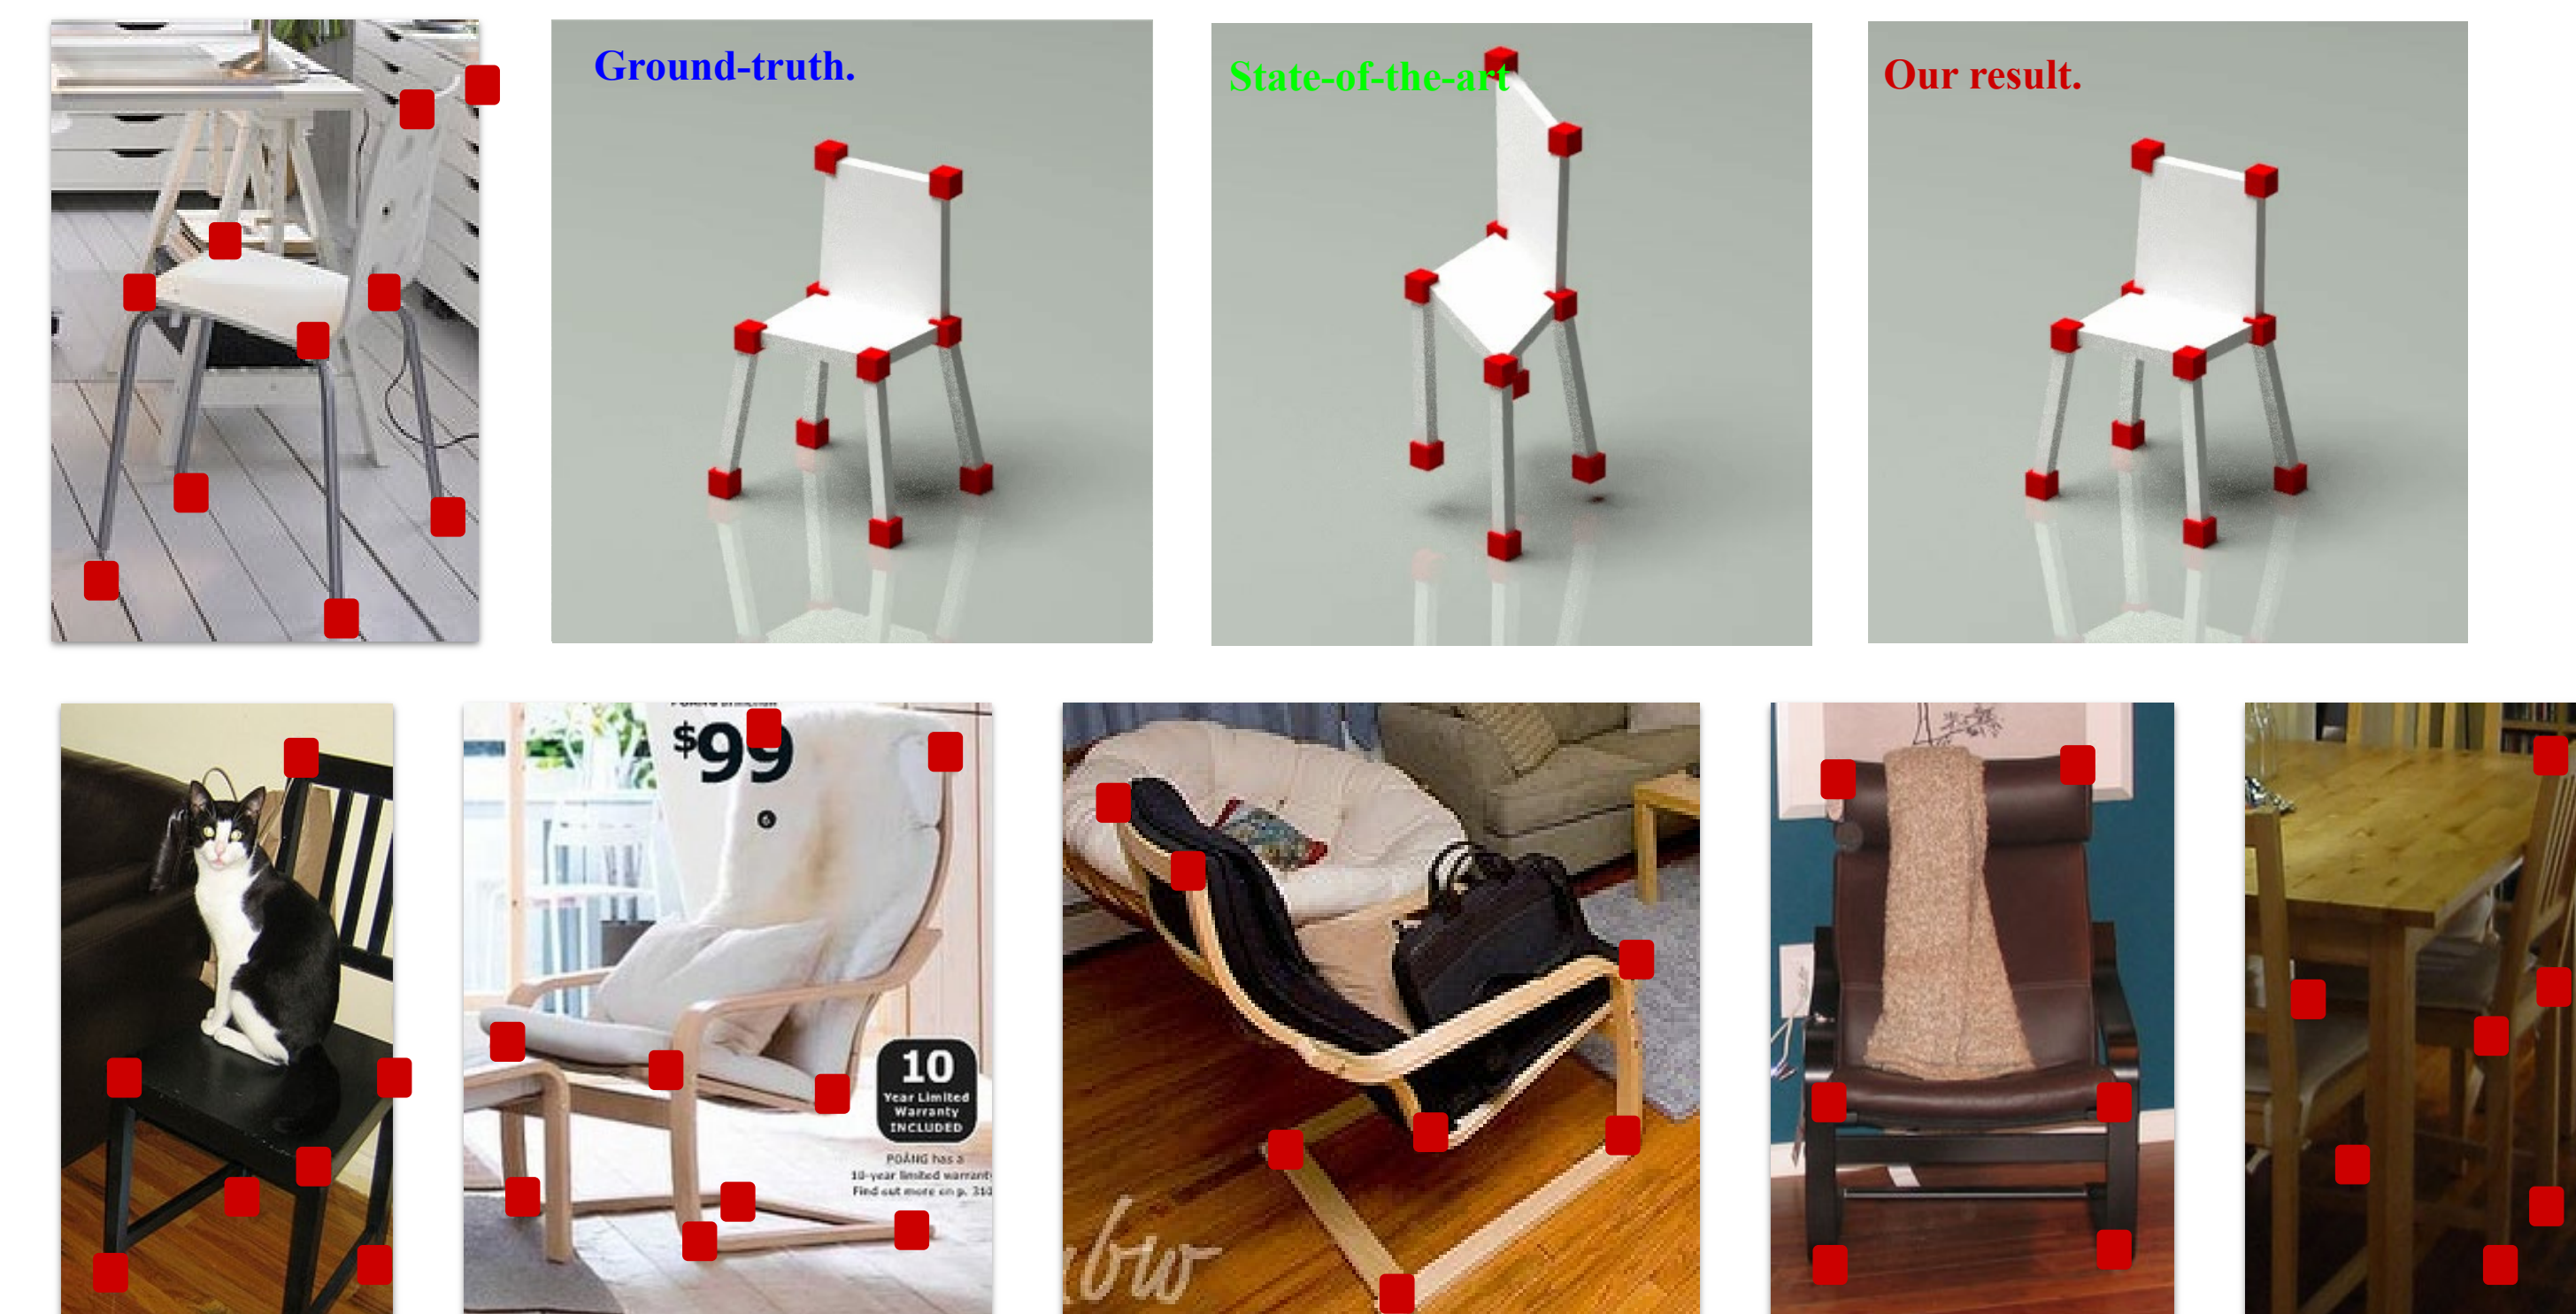 Ground-truth.
State-of-the-art
Our result.
$99
6
10
Year Limited
Warranty
INCLUDED
POÄNG has a
10-year limited warranty
Find out more on p. 310